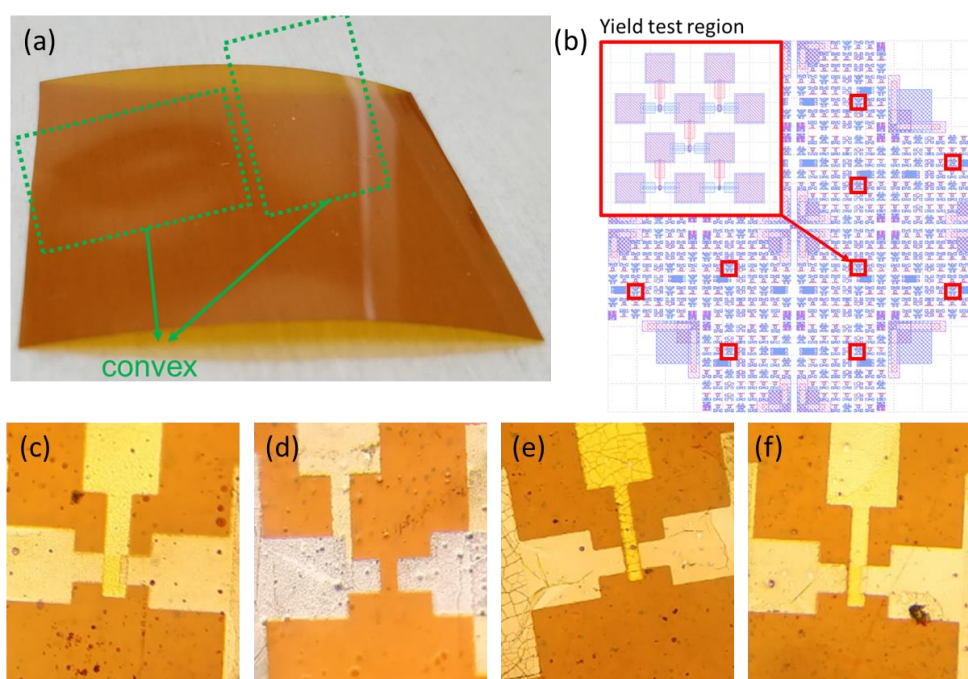 (a)
convex
(b)
Yield test region
(c)
(d)
(e)
(f)